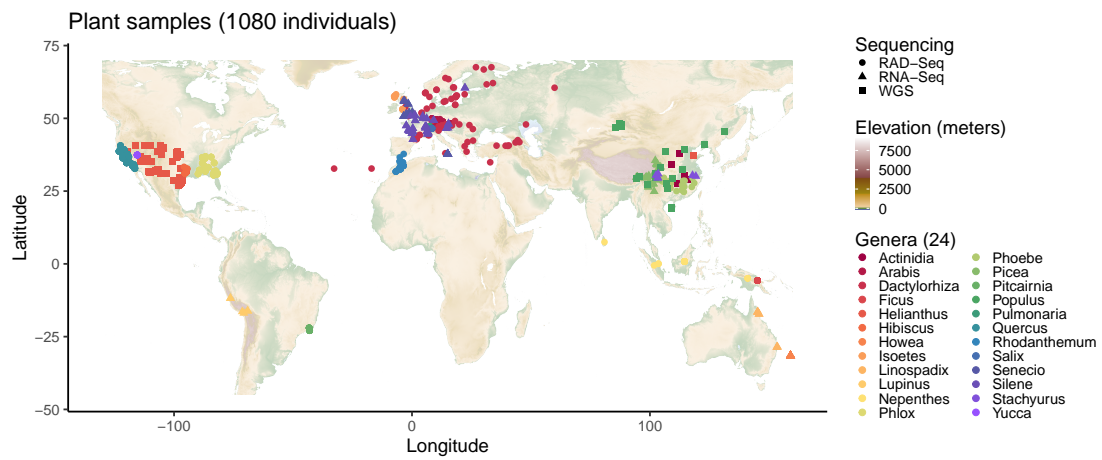 Plant samples (1080 individuals)
75
50
25
0
−25
−50
Latitude
−100
0
100
Longitude
Sequencing
RAD−Seq
RNA−Seq
WGS
Elevation (meters)
7500
5000
2500
0
Genera (24)
Actinidia
Arabis
Dactylorhiza
Ficus
Helianthus
Hibiscus
Howea
Isoetes
Linospadix
Lupinus
Nepenthes
Phlox
Phoebe
Picea
Pitcairnia
Populus
Pulmonaria
Quercus
Rhodanthemum
Salix
Senecio
Silene
Stachyurus
Yucca